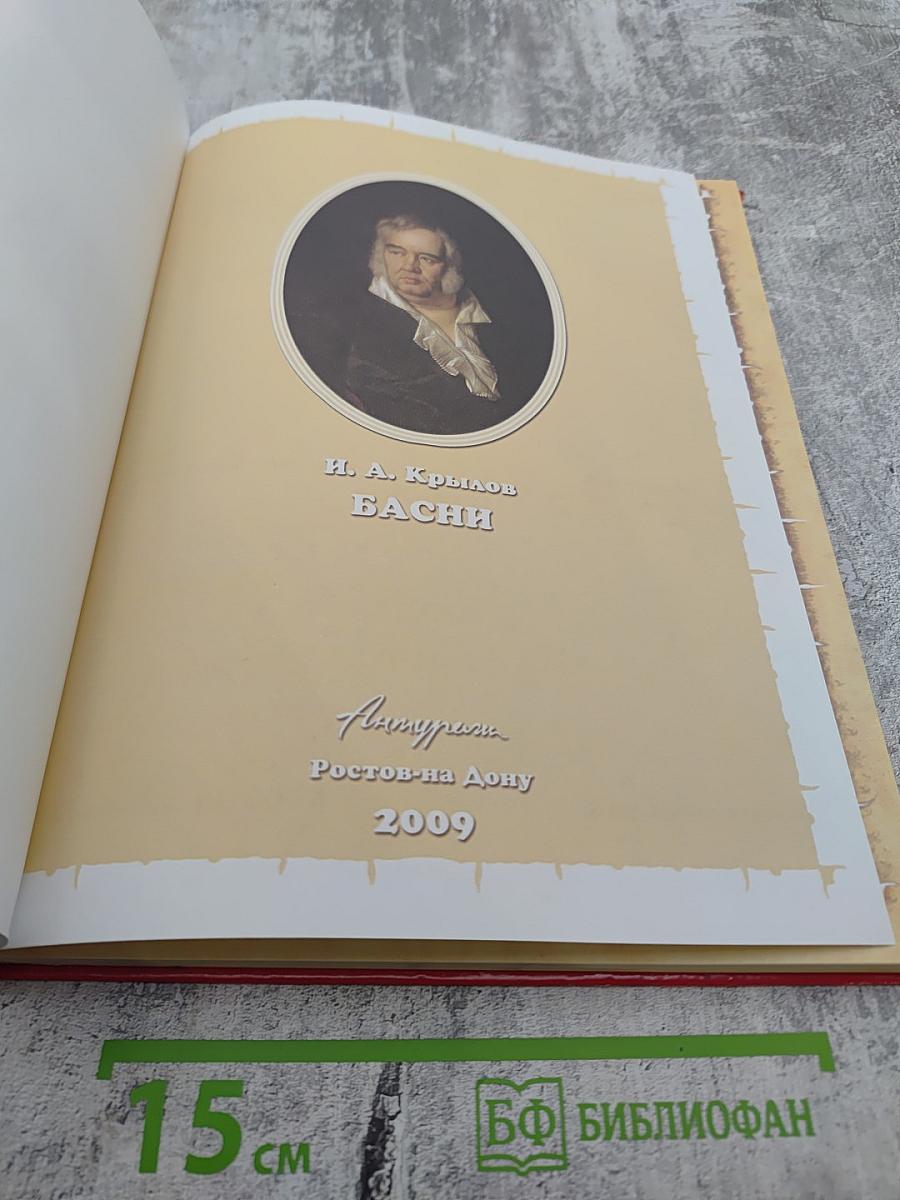 И. А. Крылов
БАСНИ
Антураж
Ростов-на Дону
2009
15 см
БФ БИБЛИОФАН